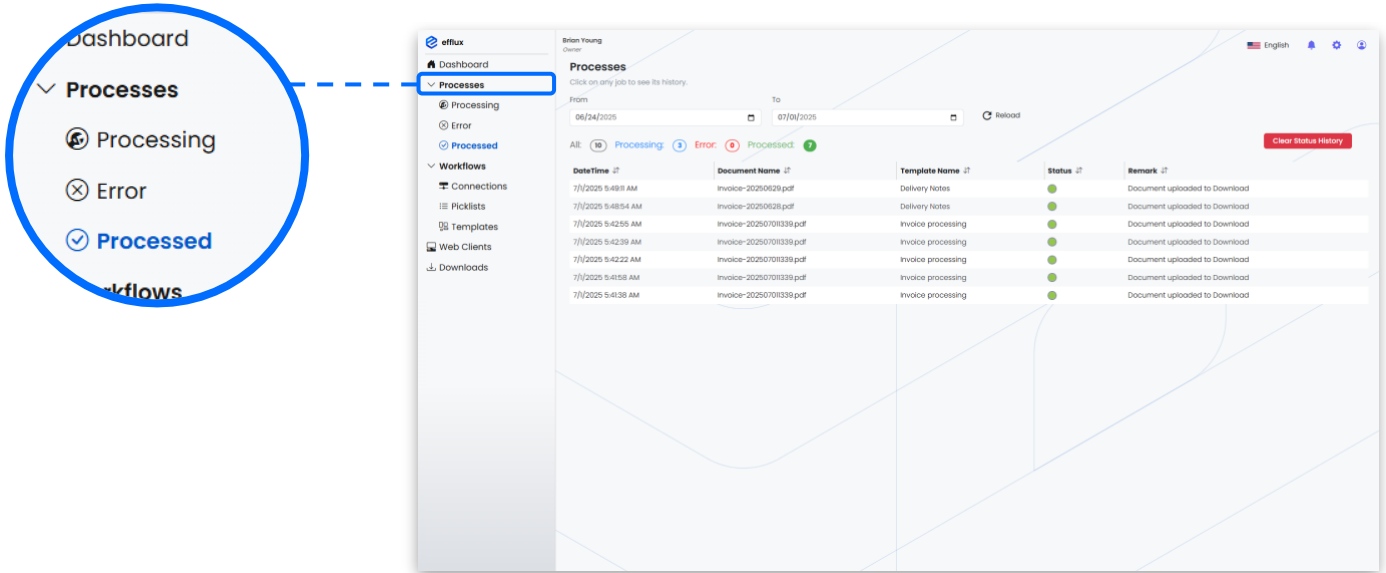 Dashboard
Processes
Processing
Error
Processed
Workflows
efflux
Dashboard
Processes
Processing
Error
Processed
Workflows
Connections
Picklists
Templates
Web Clients
Downloads
Brian Young
Owner
English
Processes
Click on any job to see its history.
From To
06/24/2025 07/01/2025 Reload
All: 10 Processing: 3 Error: 0 Processed: 7 Clear Status History
DateTime Document Name Template Name Status Remark
7/1/2025 5:49:11 AM Invoice-20250629.pdf Delivery Notes Document uploaded to Download
7/1/2025 5:48:54 AM Invoice-20250628.pdf Delivery Notes Document uploaded to Download
7/1/2025 5:42:55 AM Invoice-202507011339.pdf Invoice processing Document uploaded to Download
7/1/2025 5:42:39 AM Invoice-202507011339.pdf Invoice processing Document uploaded to Download
7/1/2025 5:42:22 AM Invoice-202507011339.pdf Invoice processing Document uploaded to Download
7/1/2025 5:41:58 AM Invoice-202507011339.pdf Invoice processing Document uploaded to Download
7/1/2025 5:41:38 AM Invoice-202507011339.pdf Invoice processing Document uploaded to Download